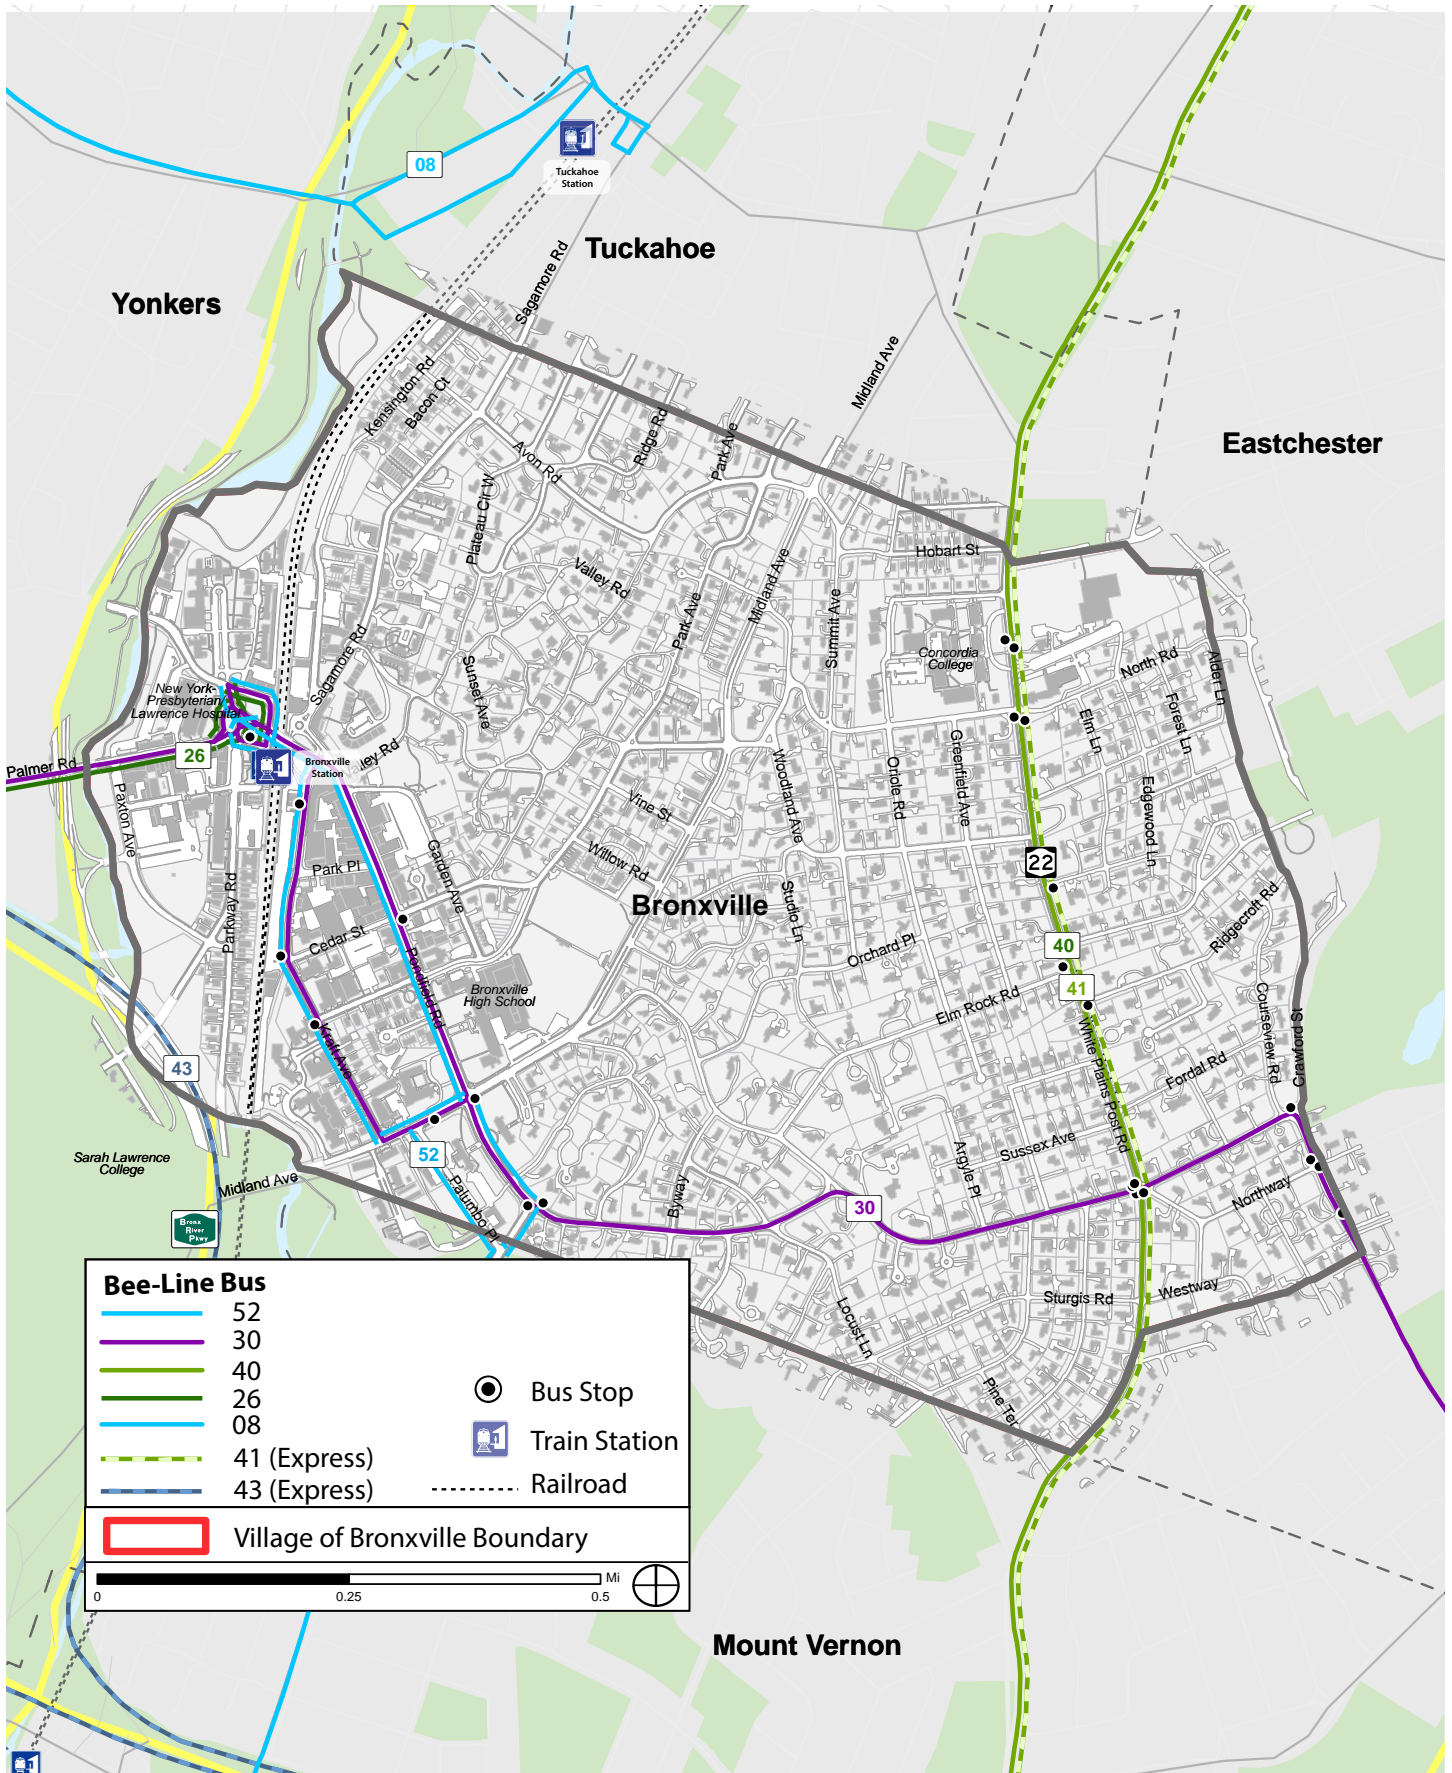 08
Tuckahoe
Station
Tuckahoe
Yonkers
Sagamore Rd
Midland Ave
Eastchester
Kensington Rd
Bacon Ct
Avon Rd
Ridge Rd
Park Ave
Plateau Cir W
Valley Rd
Hobart St
Midland Ave
Park Ave
Summit Ave
Concordia
College
North Rd
Alder Ln
Sagamore Rd
Sunset Ave
New York-
Presbyterian/
Lawrence Hospital
Elm Ln
Forest Ln
26
Palmer Rd
Bronxville
Station
lley Rd
Greenfield Ave
Oriole Rd
Woodland Ave
Edgewood Ln
Paxton Ave
Vine St
Willow Rd
Park Pl
Garden Ave
22
Bronxville
Studio Ln
Parkway Rd
Cedar St
Pondfield Rd
Orchard Pl
40
41
Ridgecroft Rd
Bronxville
High School
Elm Rock Rd
Courseview Rd
Crawford St
Kraft Ave
43
White Plains Post Rd
Fordal Rd
Sussex Ave
Argyle Pl
52
Sarah Lawrence
College
Midland Ave
Palumbo Pl
Byway
30
Northway
Bronx
River
Pkwy
Westway
Sturgis Rd
Locust Ln
Pine Ter
Bee-Line Bus
52
30
40
26
08
41 (Express)
43 (Express)
Bus Stop
Train Station
Railroad
Village of Bronxville Boundary
Mi
0
0.25
0.5
Mount Vernon